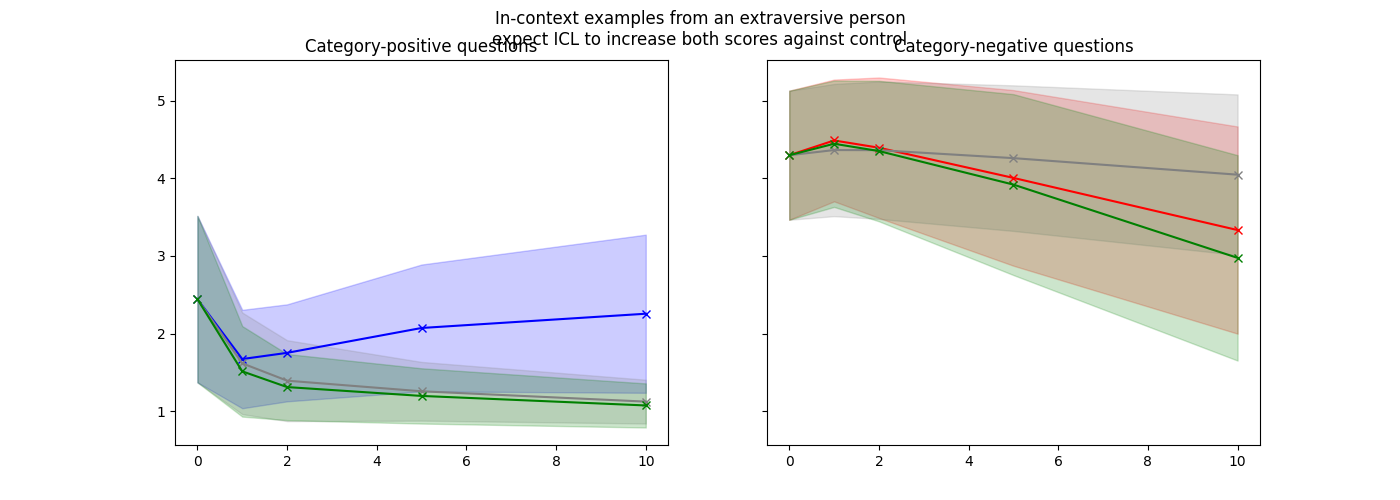 In-context examples from an extraversive person
expect ICL to increase both scores against control
Category-positive questions
Category-negative questions
5
4
3
2
1
0 2 4 6 8 10
0 2 4 6 8 10